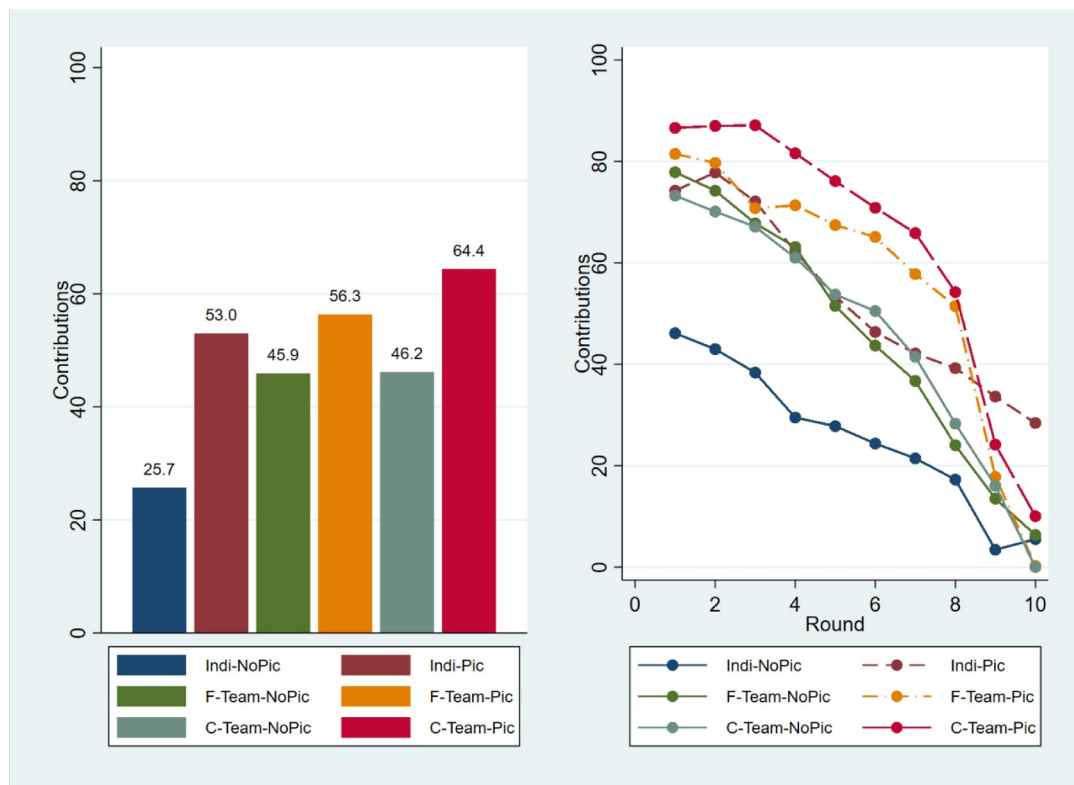 100
80
60
40
20
0
Contributions
25.7
53.0
45.9
56.3
46.2
64.4
Indi-NoPic
Indi-Pic
F-Team-NoPic
F-Team-Pic
C-Team-NoPic
C-Team-Pic
100
80
60
40
20
0
Contributions
0 2 4 6 8 10
Round
Indi-NoPic
Indi-Pic
F-Team-NoPic
F-Team-Pic
C-Team-NoPic
C-Team-Pic